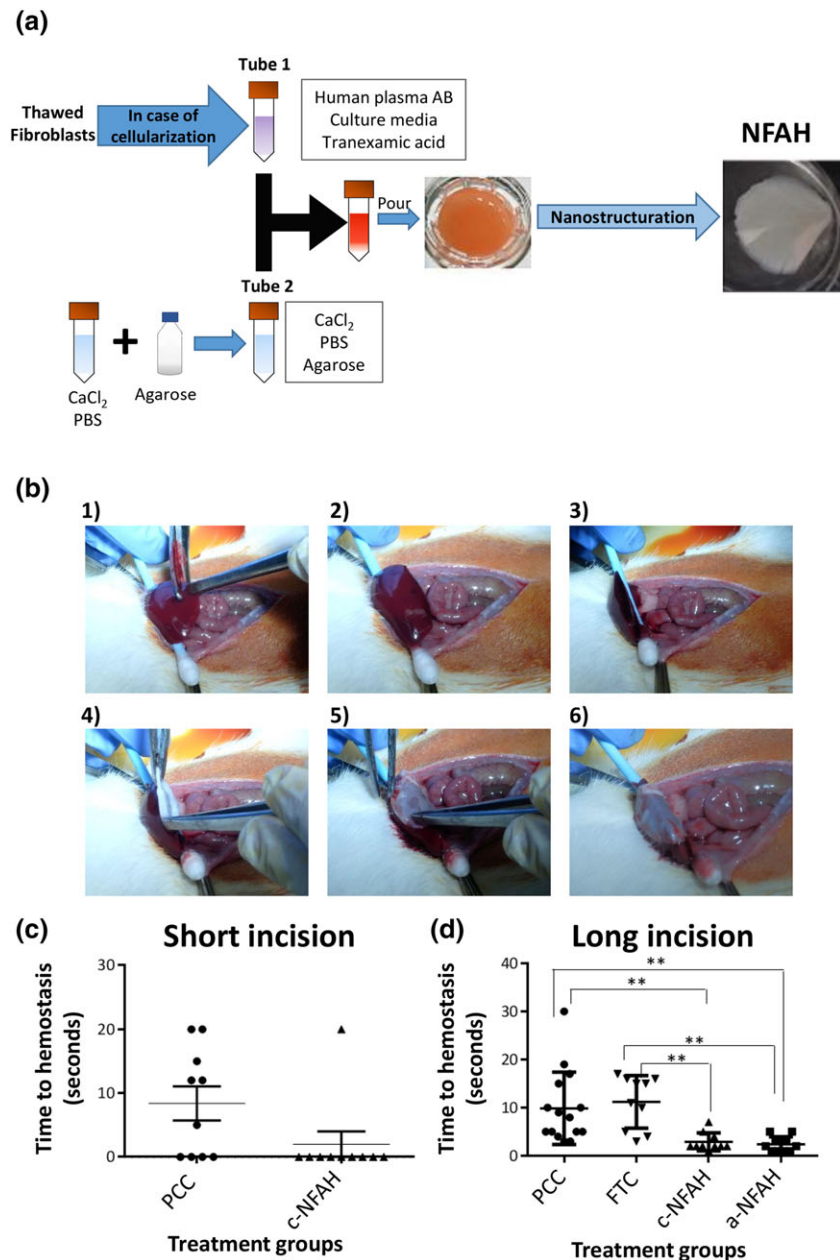 (a)
Tube 1
Thawed
Fibroblasts
In case of
cellularization
Human plasma AB
Culture media
Tranexamic acid
NFAH
Pour
Nanostructuration
Tube 2
CaCl₂
PBS
Agarose
CaCl₂
PBS
Agarose
(b)
1)
2)
3)
4)
5)
6)
(c)
Short incision
30
20
10
0
Time to hemostasis
(seconds)
PCC
c-NFAH
Treatment groups
(d)
Long incision
40
30
20
10
0
Time to hemostasis
(seconds)
**
**
**
**
PCC
FTC
c-NFAH
a-NFAH
Treatment groups